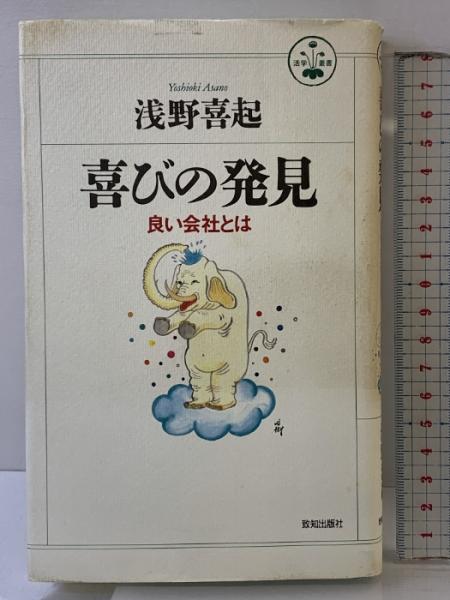 活学叢書
Yoshioki Asano
浅野喜起
喜びの発見
良い会社とは
致知出版社